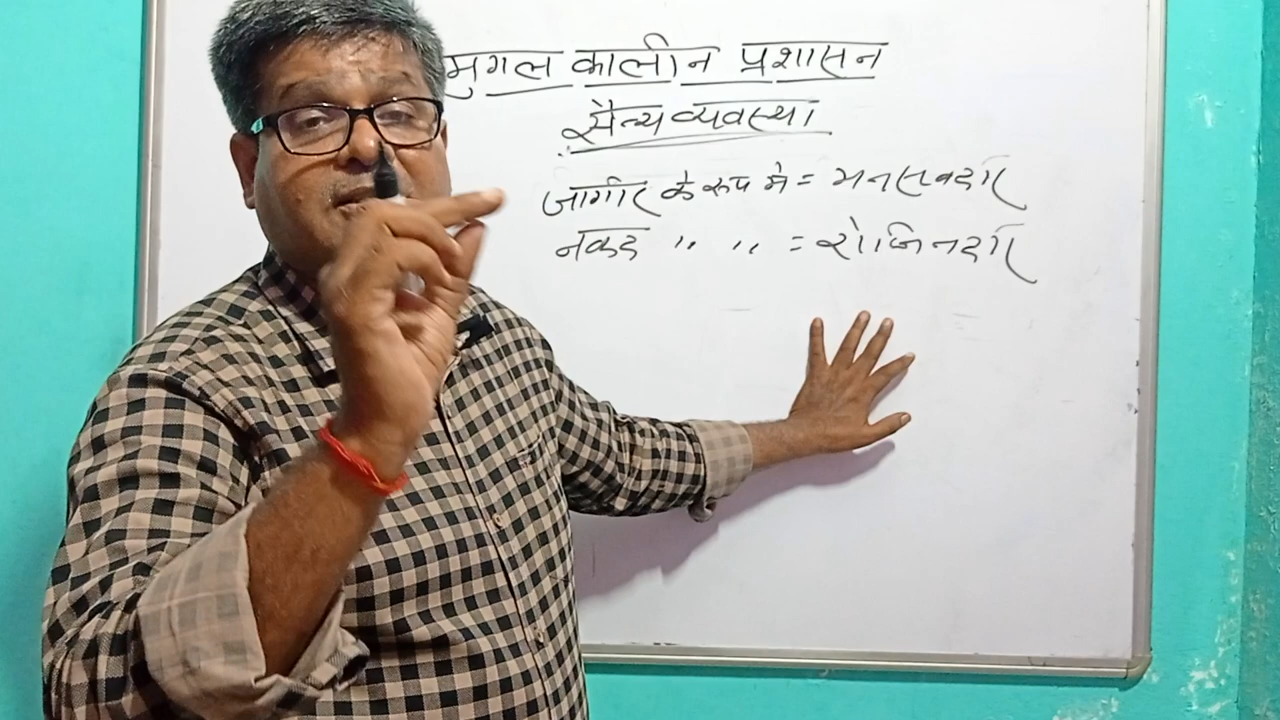 मुगल कालीन प्रशासन
सैन्य व्यवस्था
जागीर के रूप मे = मनसबदार
नकद " " = रोजिनदार